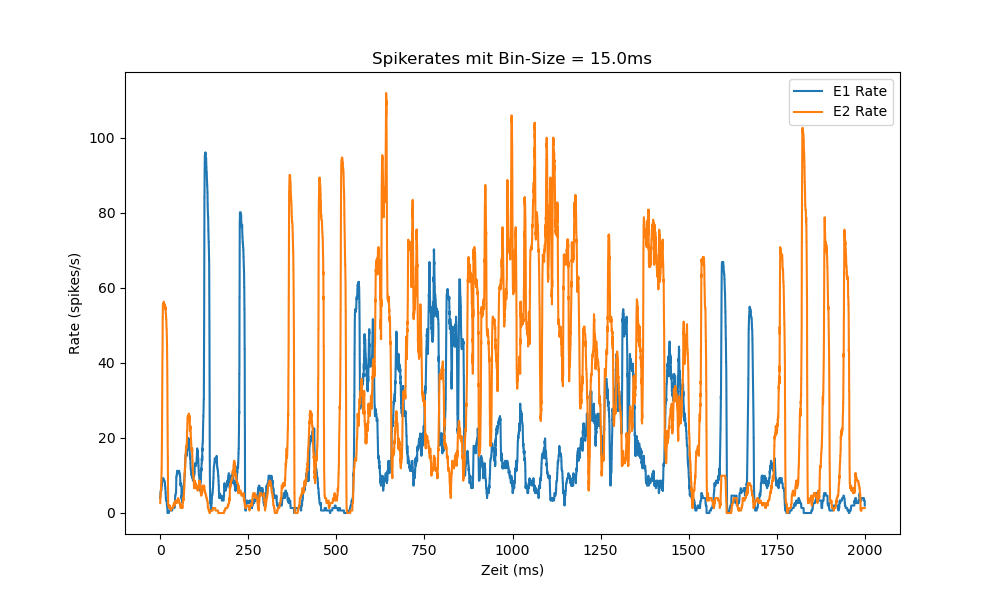 Spikerates mit Bin-Size = 15.0ms
E1 Rate
E2 Rate
100
80
60
40
20
0
Rate (spikes/s)
0 250 500 750 1000 1250 1500 1750 2000
Zeit (ms)